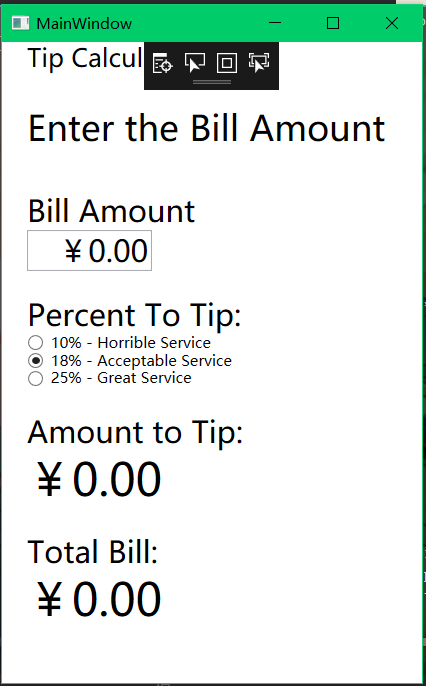 MainWindow
Tip Calcul
Enter the Bill Amount
Bill Amount
¥0.00
Percent To Tip:
10% - Horrible Service
18% - Acceptable Service
25% - Great Service
Amount to Tip:
¥0.00
Total Bill:
¥0.00